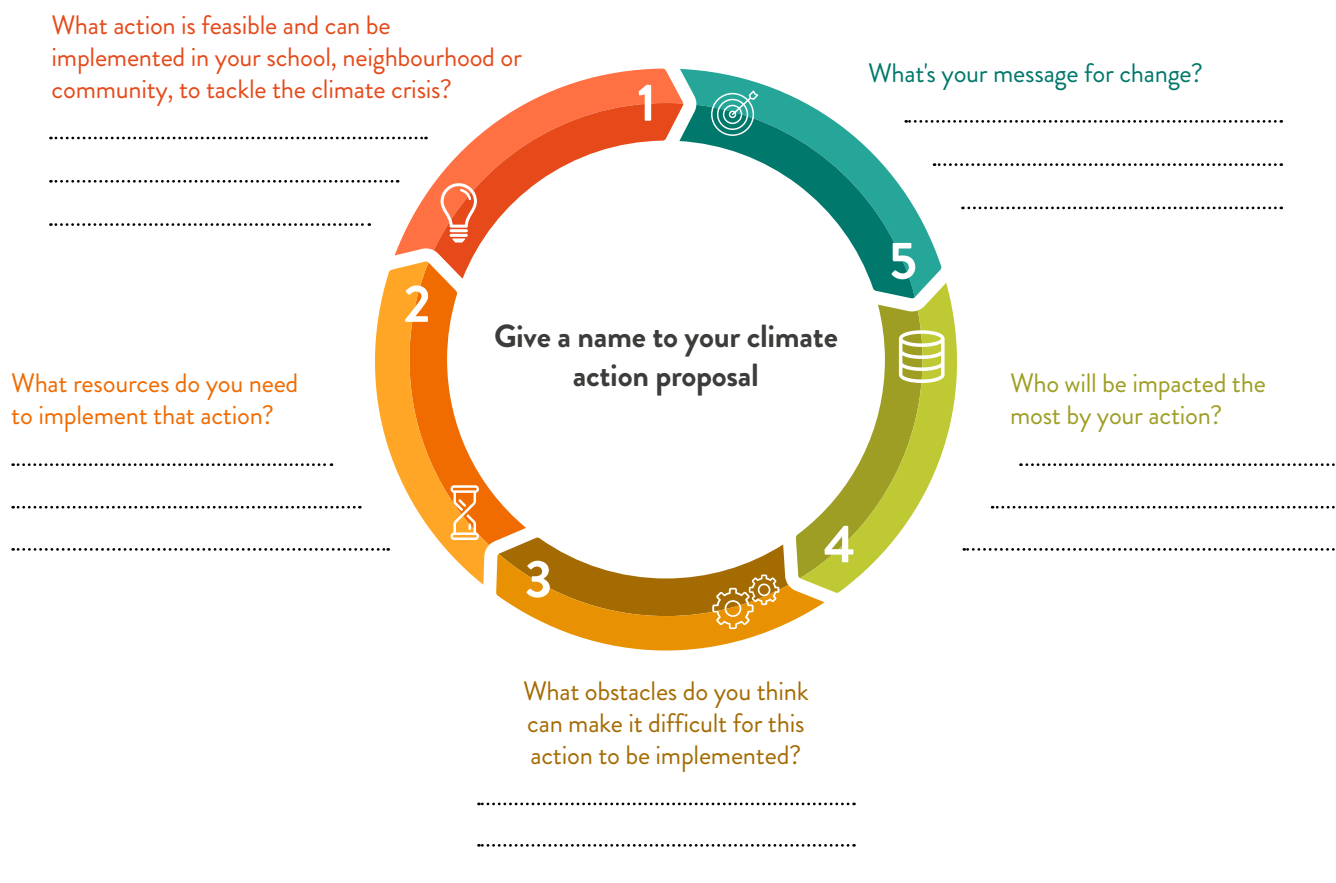 What action is feasible and can be
implemented in your school, neighbourhood or
community, to tackle the climate crisis?
1
2
What resources do you need
to implement that action?
3
What obstacles do you think
can make it difficult for this
action to be implemented?
4
Who will be impacted the
most by your action?
5
What's your message for change?
Give a name to your climate
action proposal